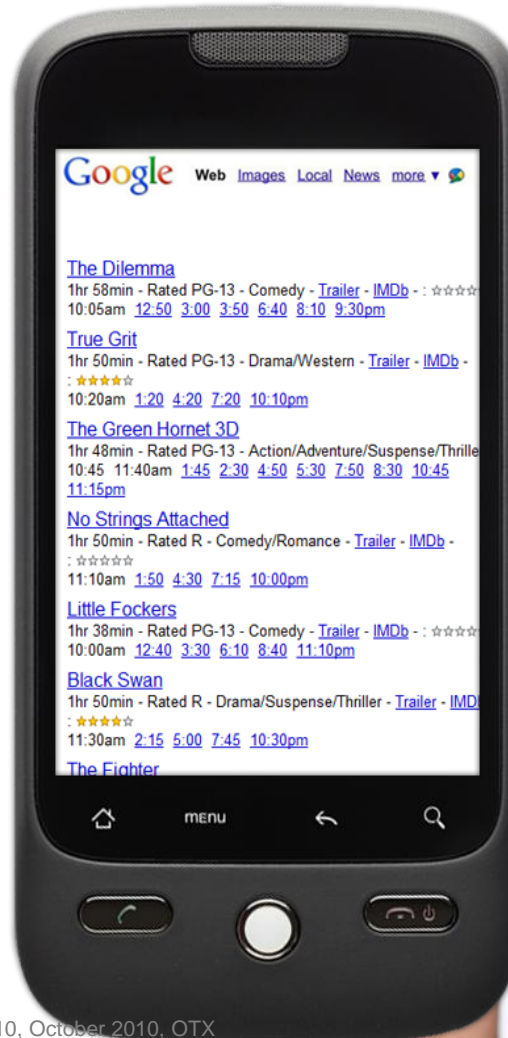 Google Web Images Local News more ▼
The Dilemma
1hr 58min - Rated PG-13 - Comedy - Trailer - IMDb - : ☆☆☆☆
10:05am 12:50 3:00 3:50 6:40 8:10 9:30pm
True Grit
1hr 50min - Rated PG-13 - Drama/Western - Trailer - IMDb -
: ★★★★☆
10:20am 1:20 4:20 7:20 10:10pm
The Green Hornet 3D
1hr 48min - Rated PG-13 - Action/Adventure/Suspense/Thrille
10:45 11:40am 1:45 2:30 4:50 5:30 7:50 8:30 10:45
11:15pm
No Strings Attached
1hr 50min - Rated R - Comedy/Romance - Trailer - IMDb -
: ☆☆☆☆☆
11:10am 1:50 4:30 7:15 10:00pm
Little Fockers
1hr 38min - Rated PG-13 - Comedy - Trailer - IMDb - : ☆☆☆☆
10:00am 12:40 3:30 6:10 8:40 11:10pm
Black Swan
1hr 50min - Rated R - Drama/Suspense/Thriller - Trailer - IMD
: ★★★★☆
11:30am 2:15 5:00 7:45 10:30pm
The Fighter
MENU
10, October 2010, OTX